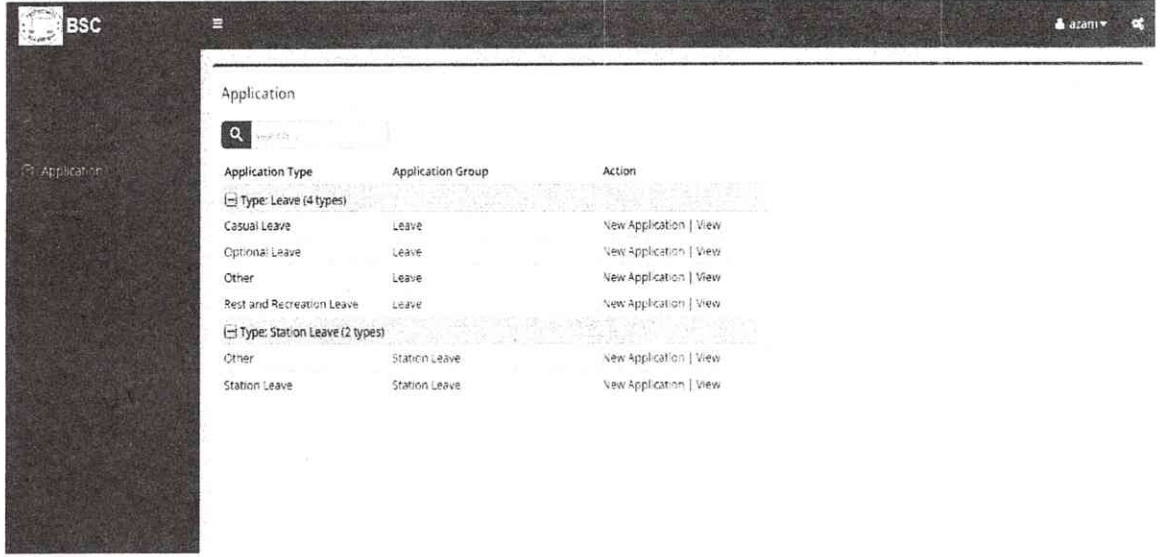 BSC
azam
Application
Application
Application Type Application Group Action
Type: Leave (4 types)
Casual Leave Leave New Application | View
Optional Leave Leave New Application | View
Other Leave New Application | View
Rest and Recreation Leave Leave New Application | View
Type: Station Leave (2 types)
Other Station Leave New Application | View
Station Leave Station Leave New Application | View